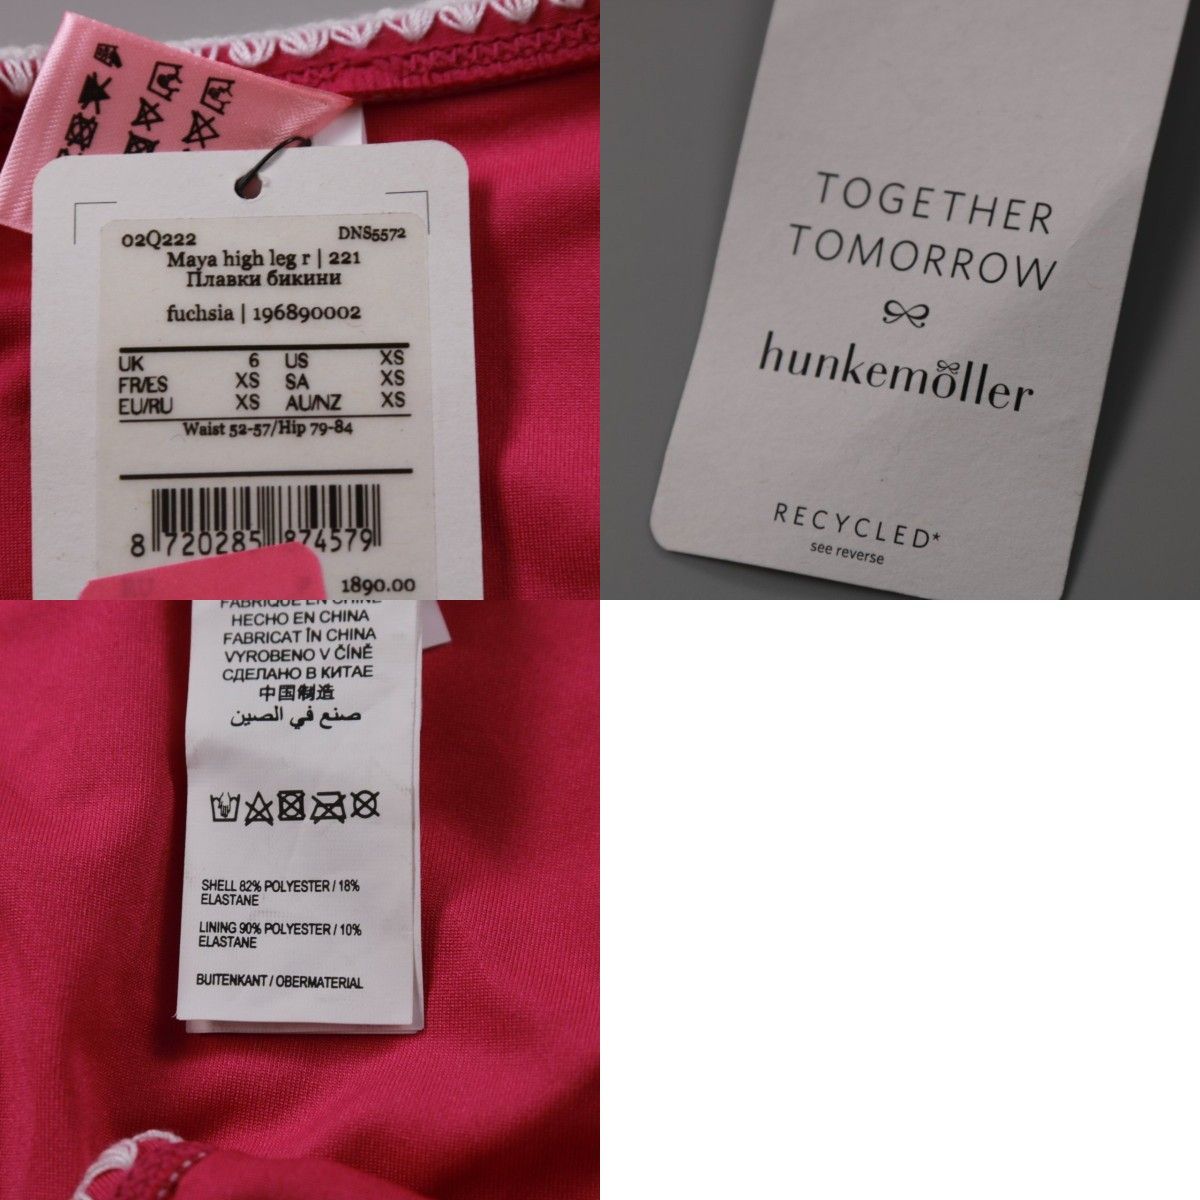 02Q222 DNS5572
Maya high leg r | 221
Плавки бикини
fuchsia | 196890002
UK 6 US XS
FR/ES XS SA XS
EU/RU XS AU/NZ XS
Waist 52-57/Hip 79-84
8 720285 874579
1890.00
TOGETHER
TOMORROW
hunkemöller
RECYCLED*
see reverse
FABRIQUÉ EN CHINE
HECHO EN CHINA
FABRICAT ÎN CHINA
VYROBENO V ČÍNĚ
СДЕЛАНО В КИТАЕ
中国制造
صنع في الصين
SHELL 82% POLYESTER / 18%
ELASTANE
LINING 90% POLYESTER / 10%
ELASTANE
BUITENKANT / OBERMATERIAL